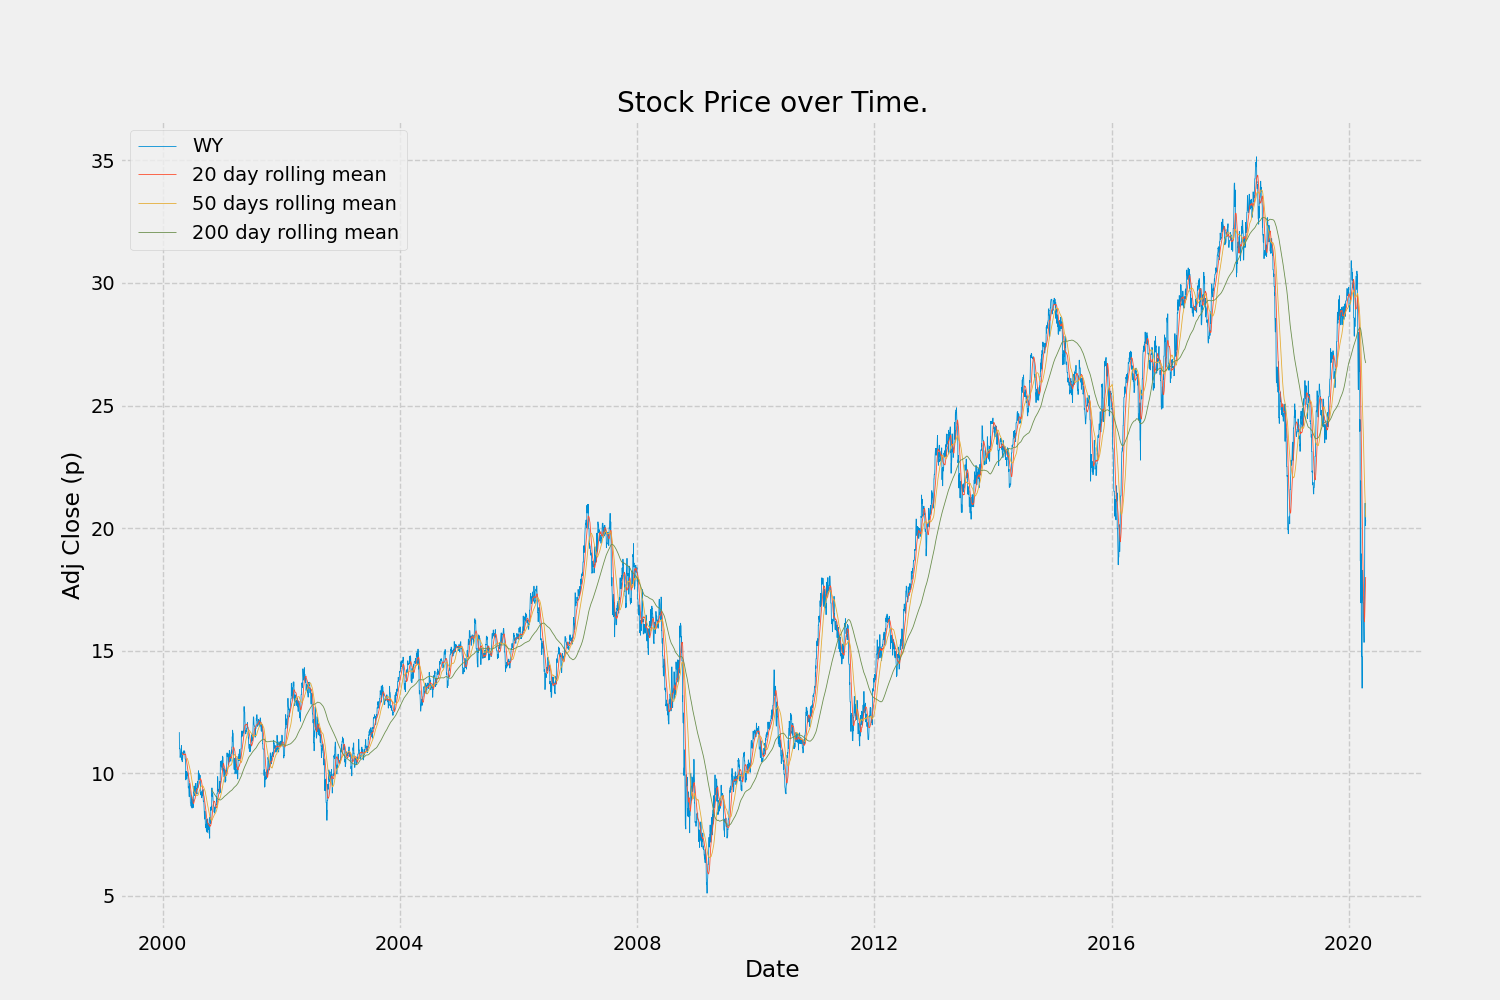 Stock Price over Time.
WY
20 day rolling mean
50 days rolling mean
200 day rolling mean
35
30
25
20
15
10
5
Adj Close (p)
2000 2004 2008 2012 2016 2020
Date